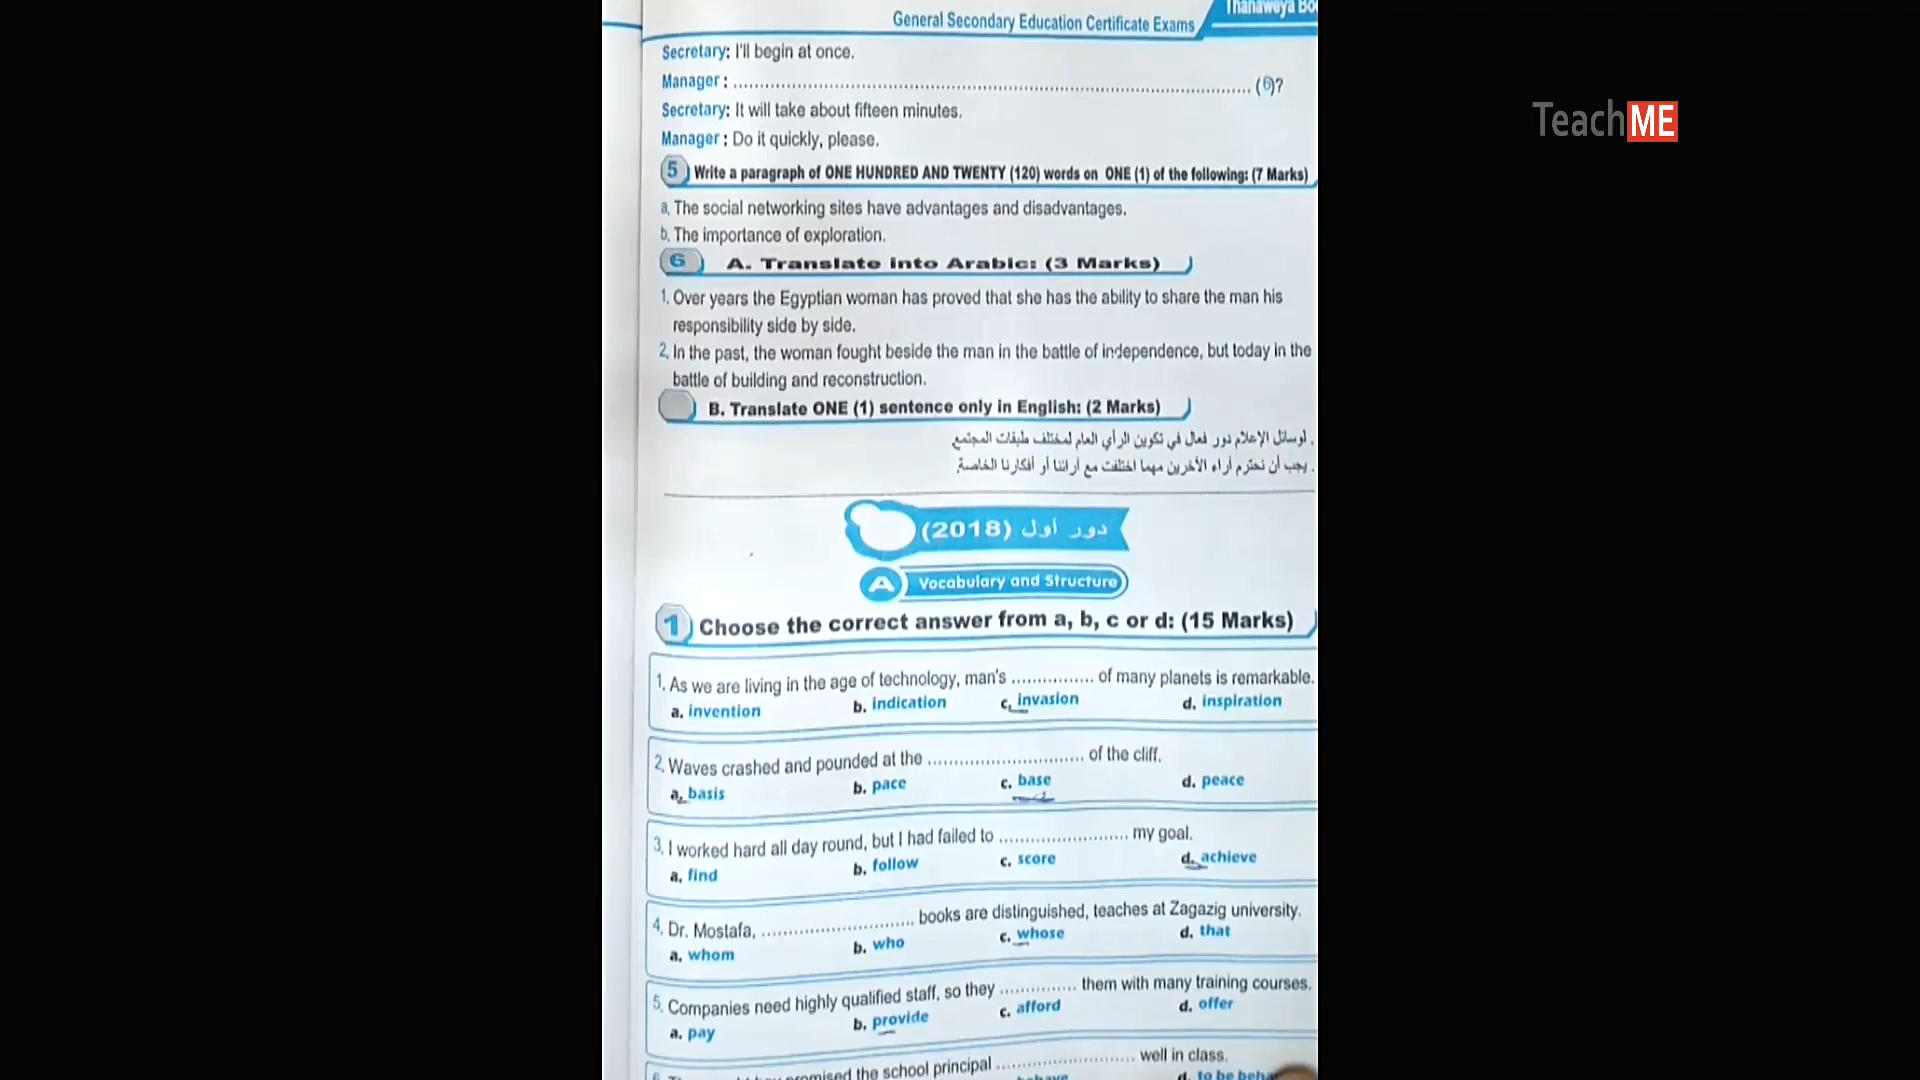 General Secondary Education Certificate Exams
Thanaweya
Secretary: I'll begin at once.
Manager : ........................................ (6)?
Secretary: It will take about fifteen minutes.
Manager : Do it quickly, please.
5 Write a paragraph of ONE HUNDRED AND TWENTY (120) words on ONE (1) of the following: (7 Marks)
a. The social networking sites have advantages and disadvantages.
b. The importance of exploration.
6 A. Translate into Arabic: (3 Marks)
1. Over years the Egyptian woman has proved that she has the ability to share the man his
responsibility side by side.
2. In the past, the woman fought beside the man in the battle of independence, but today in the
battle of building and reconstruction.
B. Translate ONE (1) sentence only in English: (2 Marks)
. لوسائل الإعلام دور فعال في تكوين الرأي العام لمختلف طبقات المجتمع.
. يجب أن نحترم أراء الأخرين مهما اختلفت مع أرائنا أو أفكارنا الخاصة.
دور أول (2018)
A Vocabulary and Structure
1 Choose the correct answer from a, b, c or d: (15 Marks)
1. As we are living in the age of technology, man's ................ of many planets is remarkable.
a. invention b. indication c. invasion d. inspiration
2. Waves crashed and pounded at the .............................. of the cliff.
a. basis b. pace c. base d. peace
3. I worked hard all day round, but I had failed to ......................... my goal.
a. find b. follow c. score d. achieve
4. Dr. Mostafa, ............................. books are distinguished, teaches at Zagazig university.
a. whom b. who c. whose d. that
5. Companies need highly qualified staff, so they ............... them with many training courses.
a. pay b. provide c. afford d. offer
the school principal ........................... well in class.
d. to be
TeachME